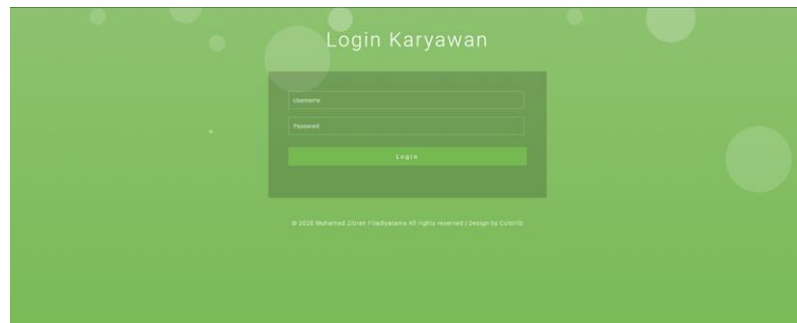 Login Karyawan
Username
Password
Login
© 2020 Muhamad Zibran Filadiyatama All rights reserved | Design by Colorlib